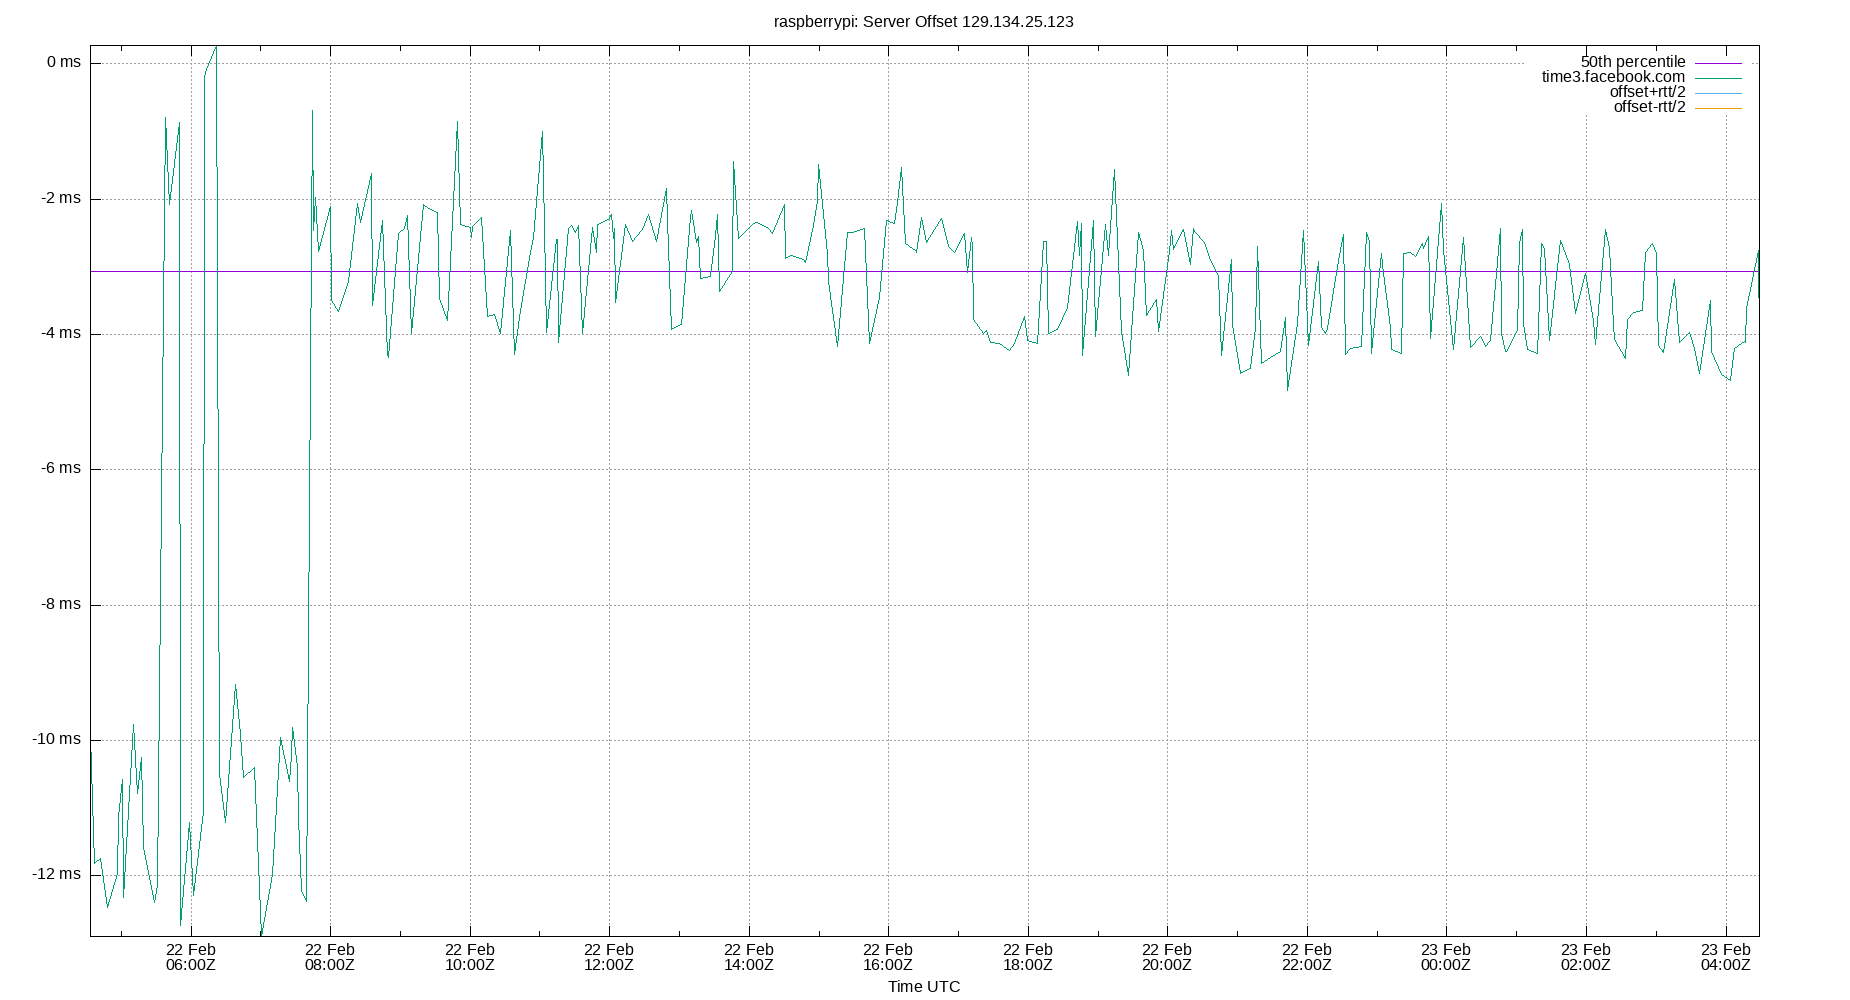 raspberrypi: Server Offset 129.134.25.123
0 ms
-2 ms
-4 ms
-6 ms
-8 ms
-10 ms
-12 ms
50th percentile
time3.facebook.com
offset+rtt/2
offset-rtt/2
22 Feb 22 Feb 22 Feb 22 Feb 22 Feb 22 Feb 22 Feb 22 Feb 22 Feb 23 Feb 23 Feb 23 Feb
06:00Z 08:00Z 10:00Z 12:00Z 14:00Z 16:00Z 18:00Z 20:00Z 22:00Z 00:00Z 02:00Z 04:00Z
Time UTC